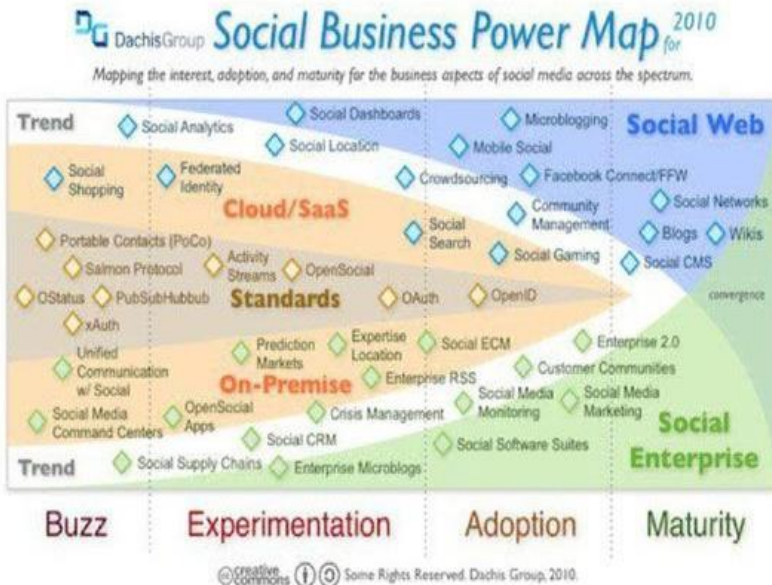 DG DachisGroup Social Business Power Map for 2010
Mapping the interest, adoption, and maturity for the business aspects of social media across the spectrum.
Trend
Social Analytics
Social Dashboards
Microblogging
Social Web
Social Location
Mobile Social
Social
Shopping
Federated
Identity
Crowdsourcing
Facebook Connect/FFW
Cloud/SaaS
Community
Management
Social Networks
Social
Search
Blogs
Wikis
Portable Contacts (PoCo)
Salmon Protocol
Activity
Streams
OpenSocial
Social Gaming
Social CMS
OStatus
PubSubHubbub
Standards
OAuth
OpenID
convergence
xAuth
Unified
Communication
w/ Social
Prediction
Markets
Expertise
Location
Social ECM
Enterprise 2.0
On-Premise
Enterprise RSS
Customer Communities
Social Media
Command Centers
OpenSocial
Apps
Crisis Management
Social Media
Monitoring
Social Media
Marketing
Social CRM
Social Software Suites
Social
Enterprise
Trend
Social Supply Chains
Enterprise Microblogs
Buzz
Experimentation
Adoption
Maturity
cc creative commons Some Rights Reserved. Dachis Group, 2010.